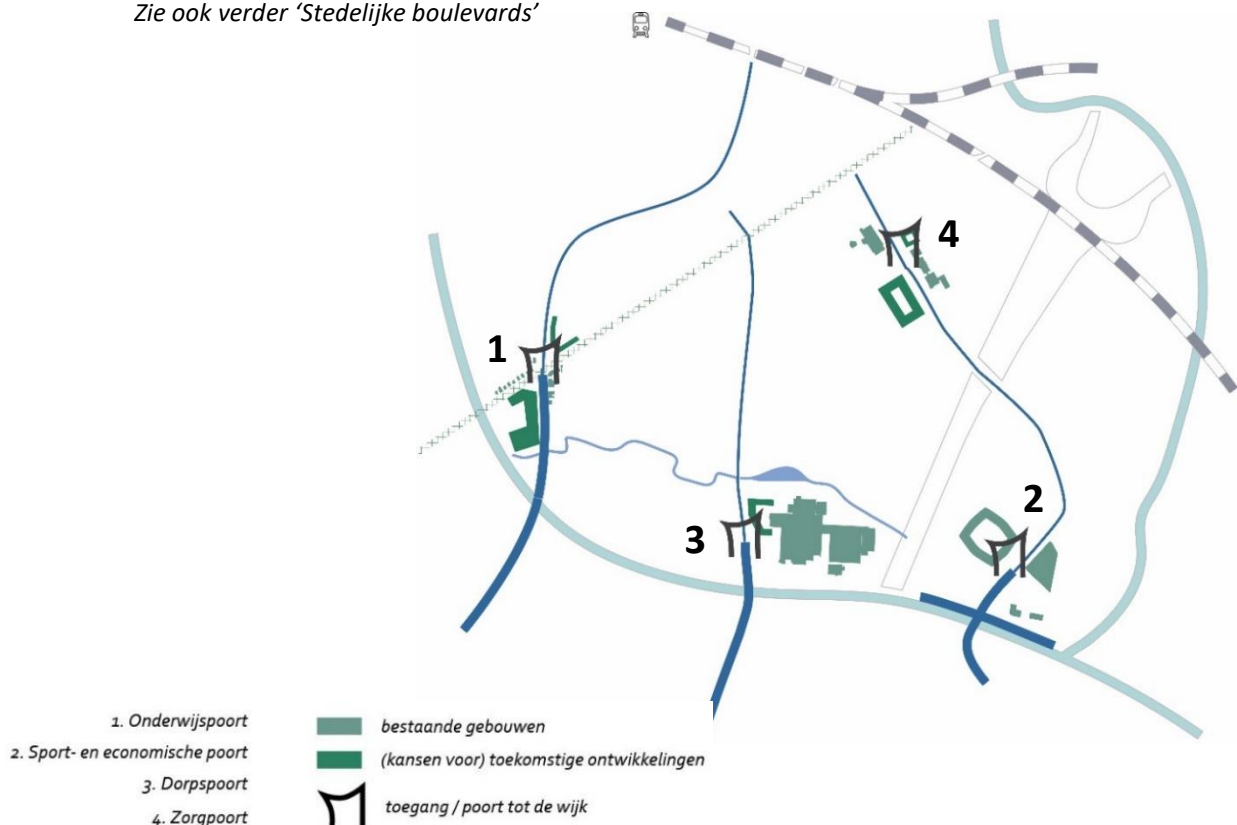 Zie ook verder ‘Stedelijke boulevards’
4
1
2
3
1. Onderwijspoort
2. Sport- en economische poort
3. Dorpspoort
4. Zorgpoort
bestaande gebouwen
(kansen voor) toekomstige ontwikkelingen
toegang / poort tot de wijk